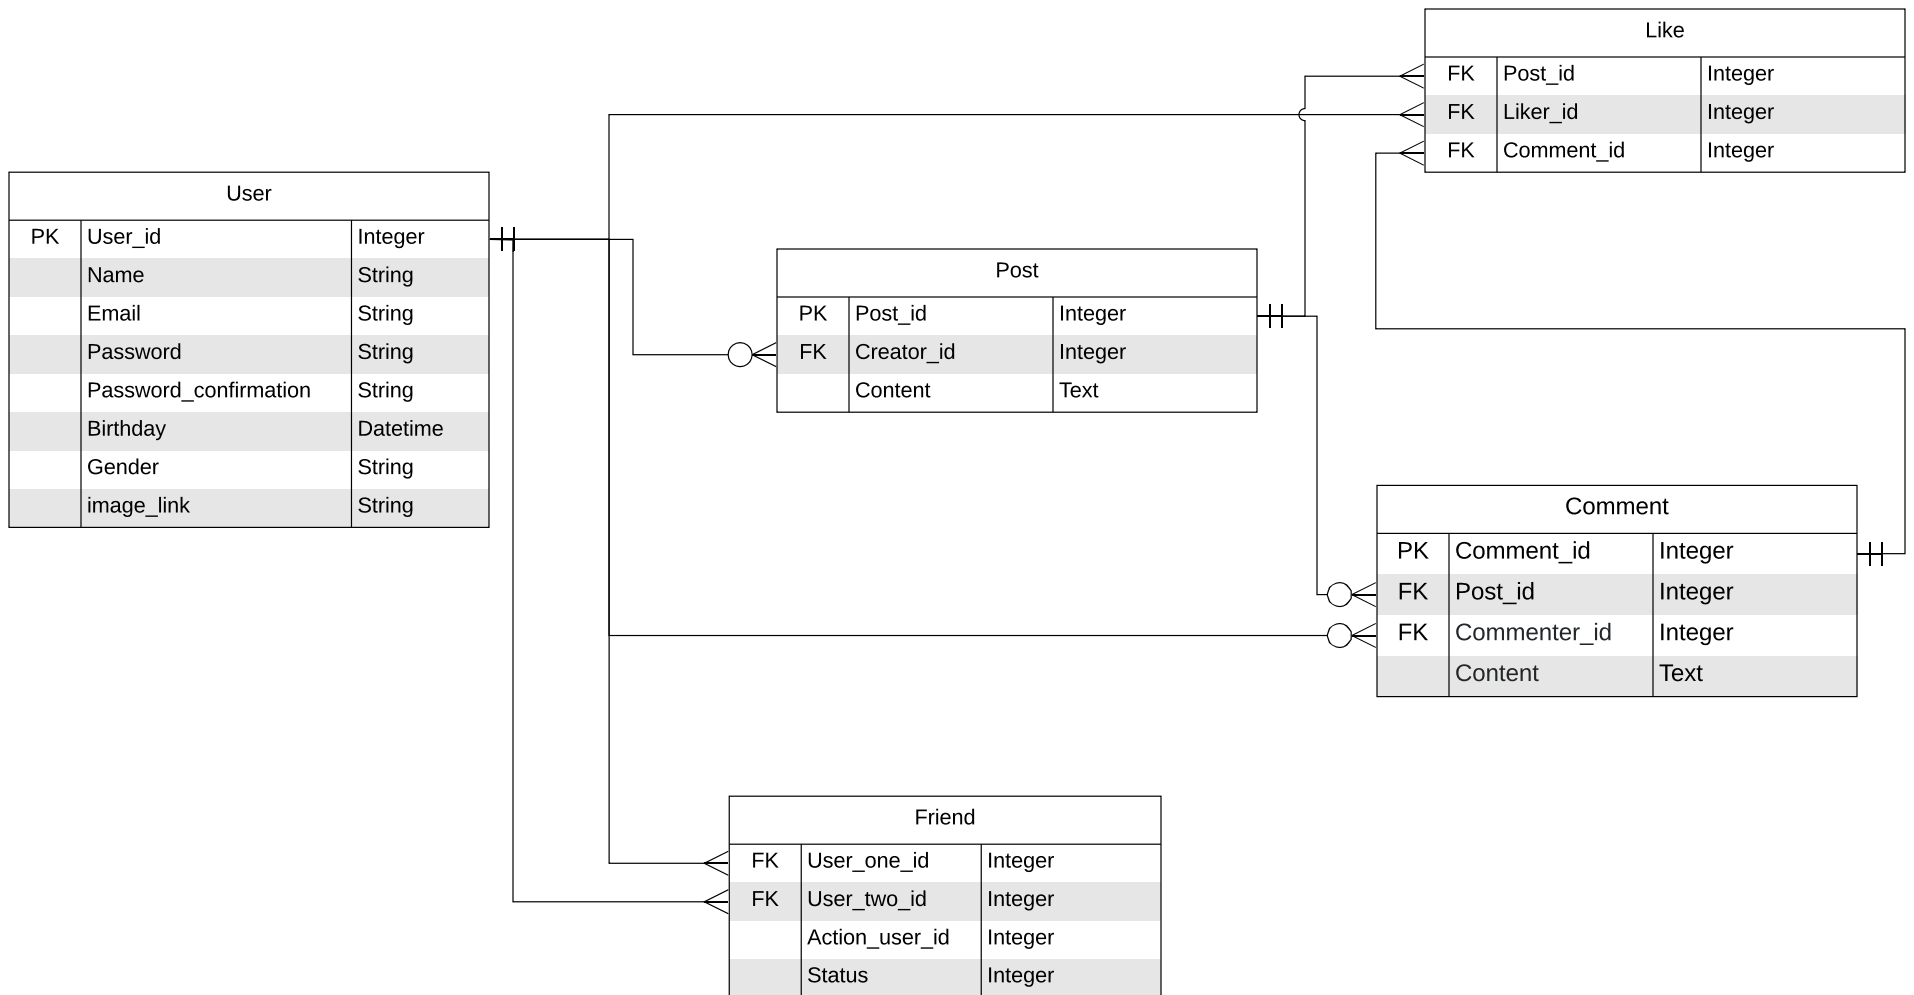 Like
FK Post_id Integer
FK Liker_id Integer
FK Comment_id Integer
User
PK User_id Integer
Name String
Email String
Password String
Password_confirmation String
Birthday Datetime
Gender String
image_link String
Post
PK Post_id Integer
FK Creator_id Integer
Content Text
Comment
PK Comment_id Integer
FK Post_id Integer
FK Commenter_id Integer
Content Text
Friend
FK User_one_id Integer
FK User_two_id Integer
Action_user_id Integer
Status Integer